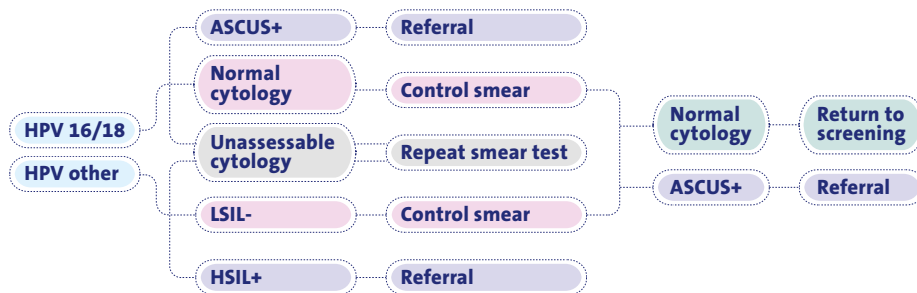 HPV 16/18
HPV other
ASCUS+
Normal
cytology
Unassessable
cytology
LSIL-
HSIL+
Referral
Control smear
Repeat smear test
Control smear
Referral
Normal
cytology
ASCUS+
Return to
screening
Referral